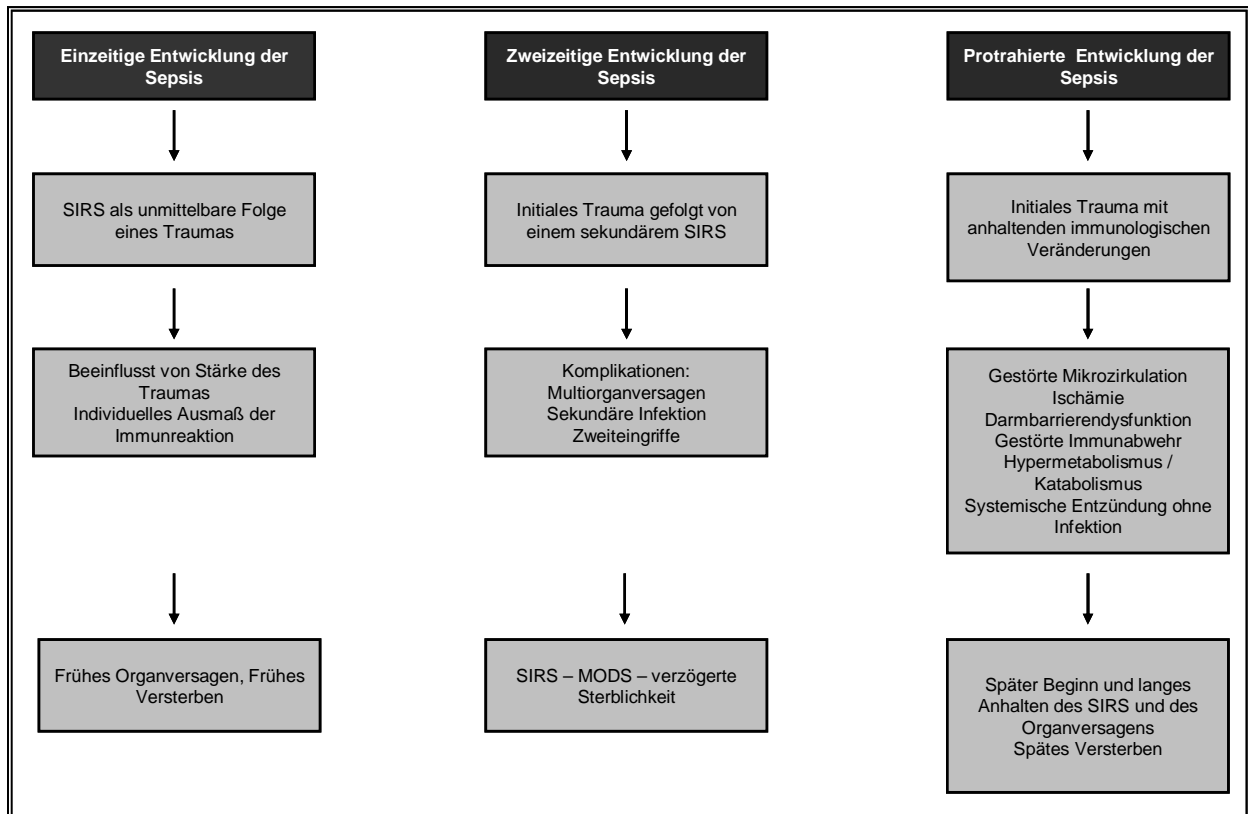 Einzeitige Entwicklung der
Sepsis
SIRS als unmittelbare Folge
eines Traumas
Beeinflusst von Stärke des
Traumas
Individuelles Ausmaß der
Immunreaktion
Frühes Organversagen, Frühes
Versterben
Zweizeitige Entwicklung der
Sepsis
Initiales Trauma gefolgt von
einem sekundärem SIRS
Komplikationen:
Multiorganversagen
Sekundäre Infektion
Zweiteingriffe
SIRS – MODS – verzögerte
Sterblichkeit
Protrahierte Entwicklung der
Sepsis
Initiales Trauma mit
anhaltenden immunologischen
Veränderungen
Gestörte Mikrozirkulation
Ischämie
Darmbarrierendysfunktion
Gestörte Immunabwehr
Hypermetabolismus /
Katabolismus
Systemische Entzündung ohne
Infektion
Später Beginn und langes
Anhalten des SIRS und des
Organversagens
Spätes Versterben